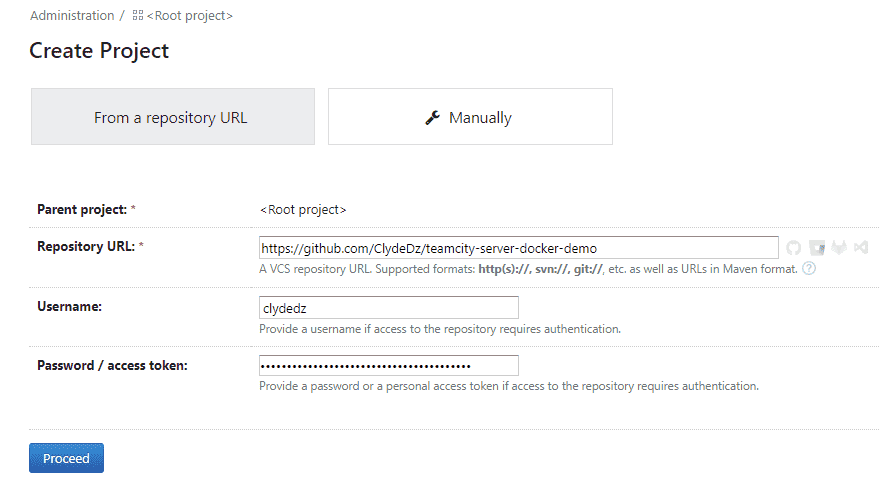 Administration / <Root project>
Create Project
From a repository URL
Manually
Parent project: * <Root project>
Repository URL: * https://github.com/ClydeDz/teamcity-server-docker-demo
A VCS repository URL. Supported formats: http(s)://, svn://, git://, etc. as well as URLs in Maven format. ?
Username: clydedz
Provide a username if access to the repository requires authentication.
Password / access token: ••••••••••••••••••••••••••••••••••••••••
Provide a password or a personal access token if access to the repository requires authentication.
Proceed